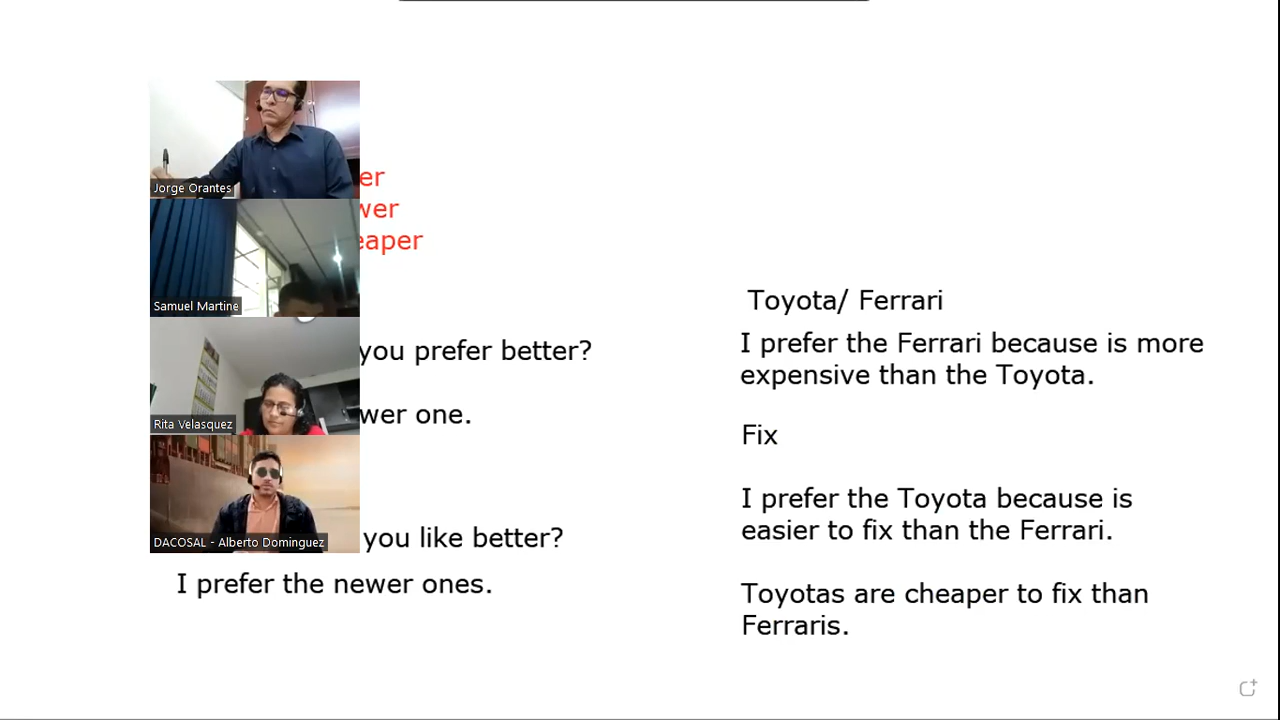 Jorge Orantes
Samuel Martine
Rita Velasquez
DACOSAL - Alberto Dominguez
er
wer
eaper
you prefer better?
wer one.
you like better?
I prefer the newer ones.
Toyota/ Ferrari
I prefer the Ferrari because is more
expensive than the Toyota.
Fix
I prefer the Toyota because is
easier to fix than the Ferrari.
Toyotas are cheaper to fix than
Ferraris.